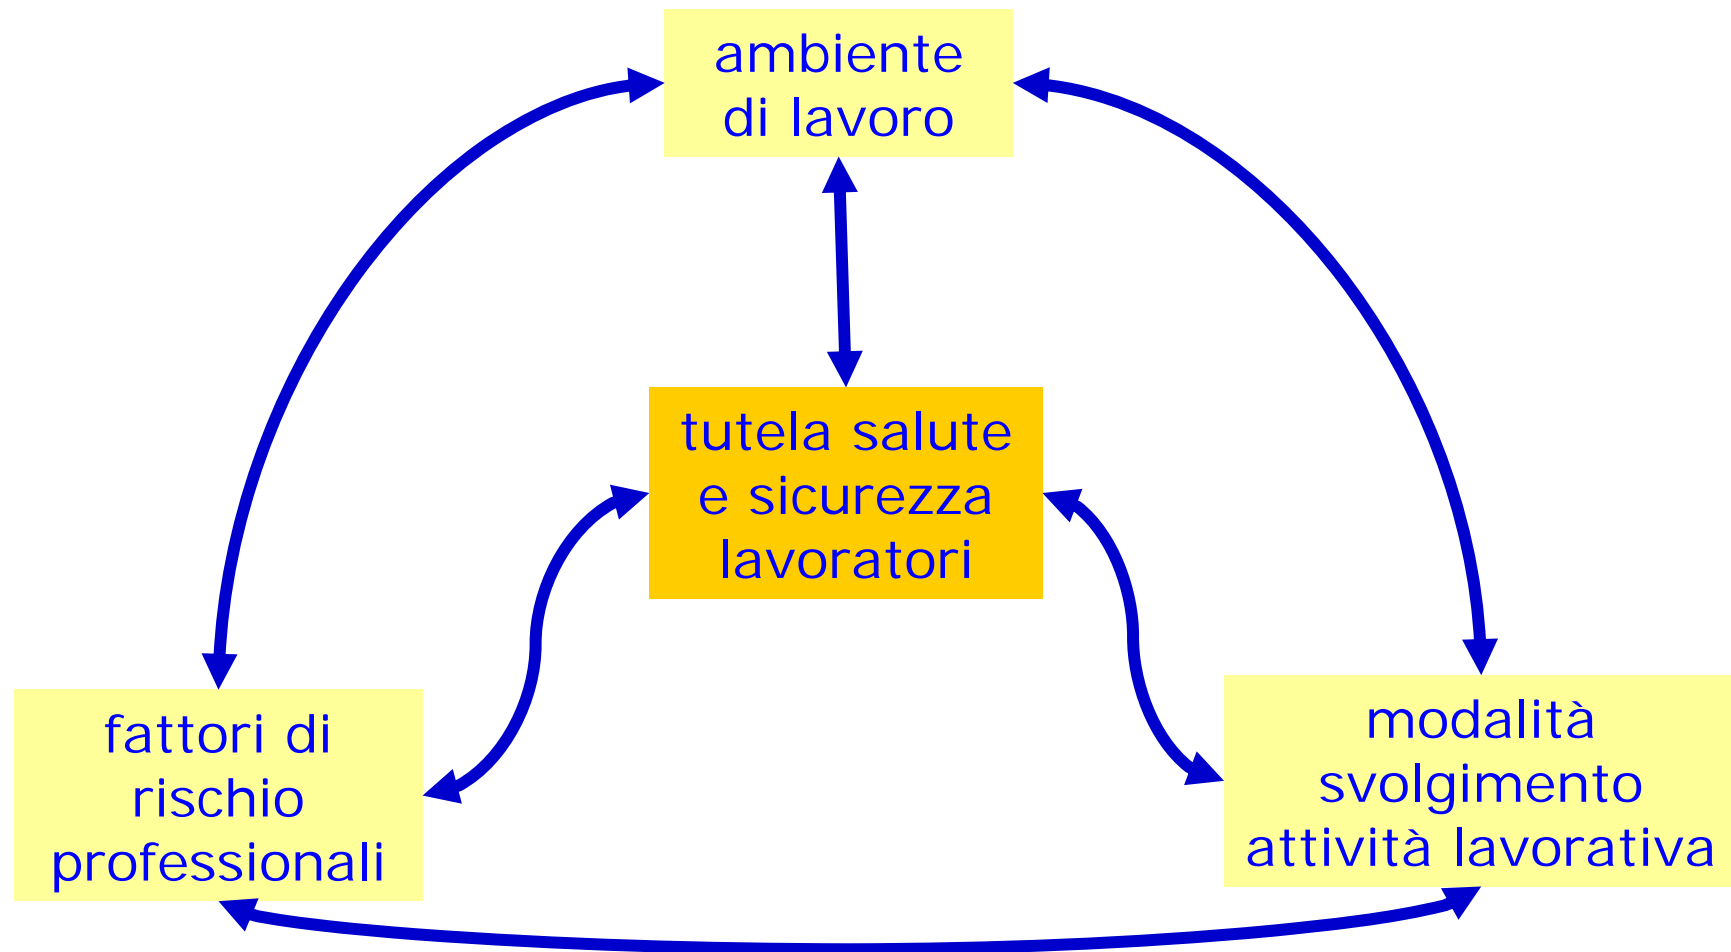 ambiente
di lavoro
tutela salute
e sicurezza
lavoratori
fattori di
rischio
professionali
modalità
svolgimento
attività lavorativa